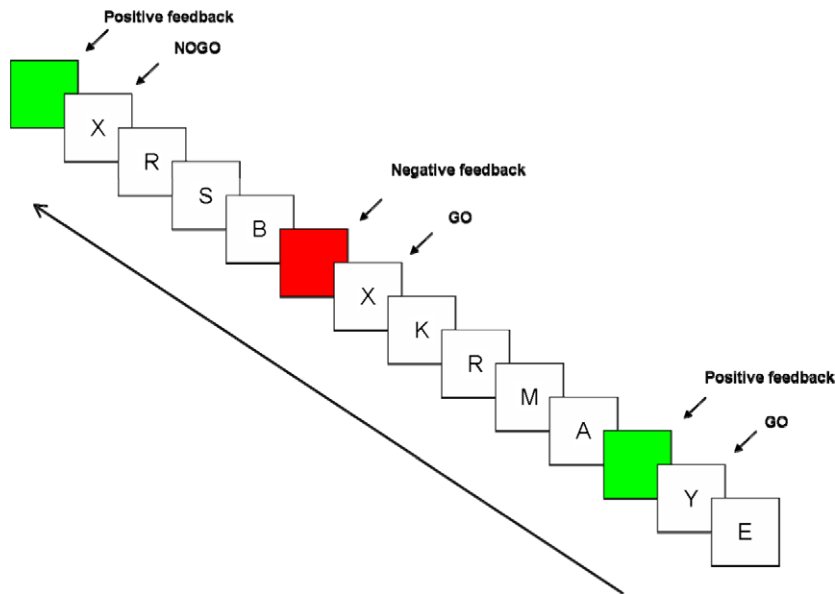 Positive feedback
NOGO
X
R
S
B
Negative feedback
GO
X
K
R
M
A
Positive feedback
GO
Y
E